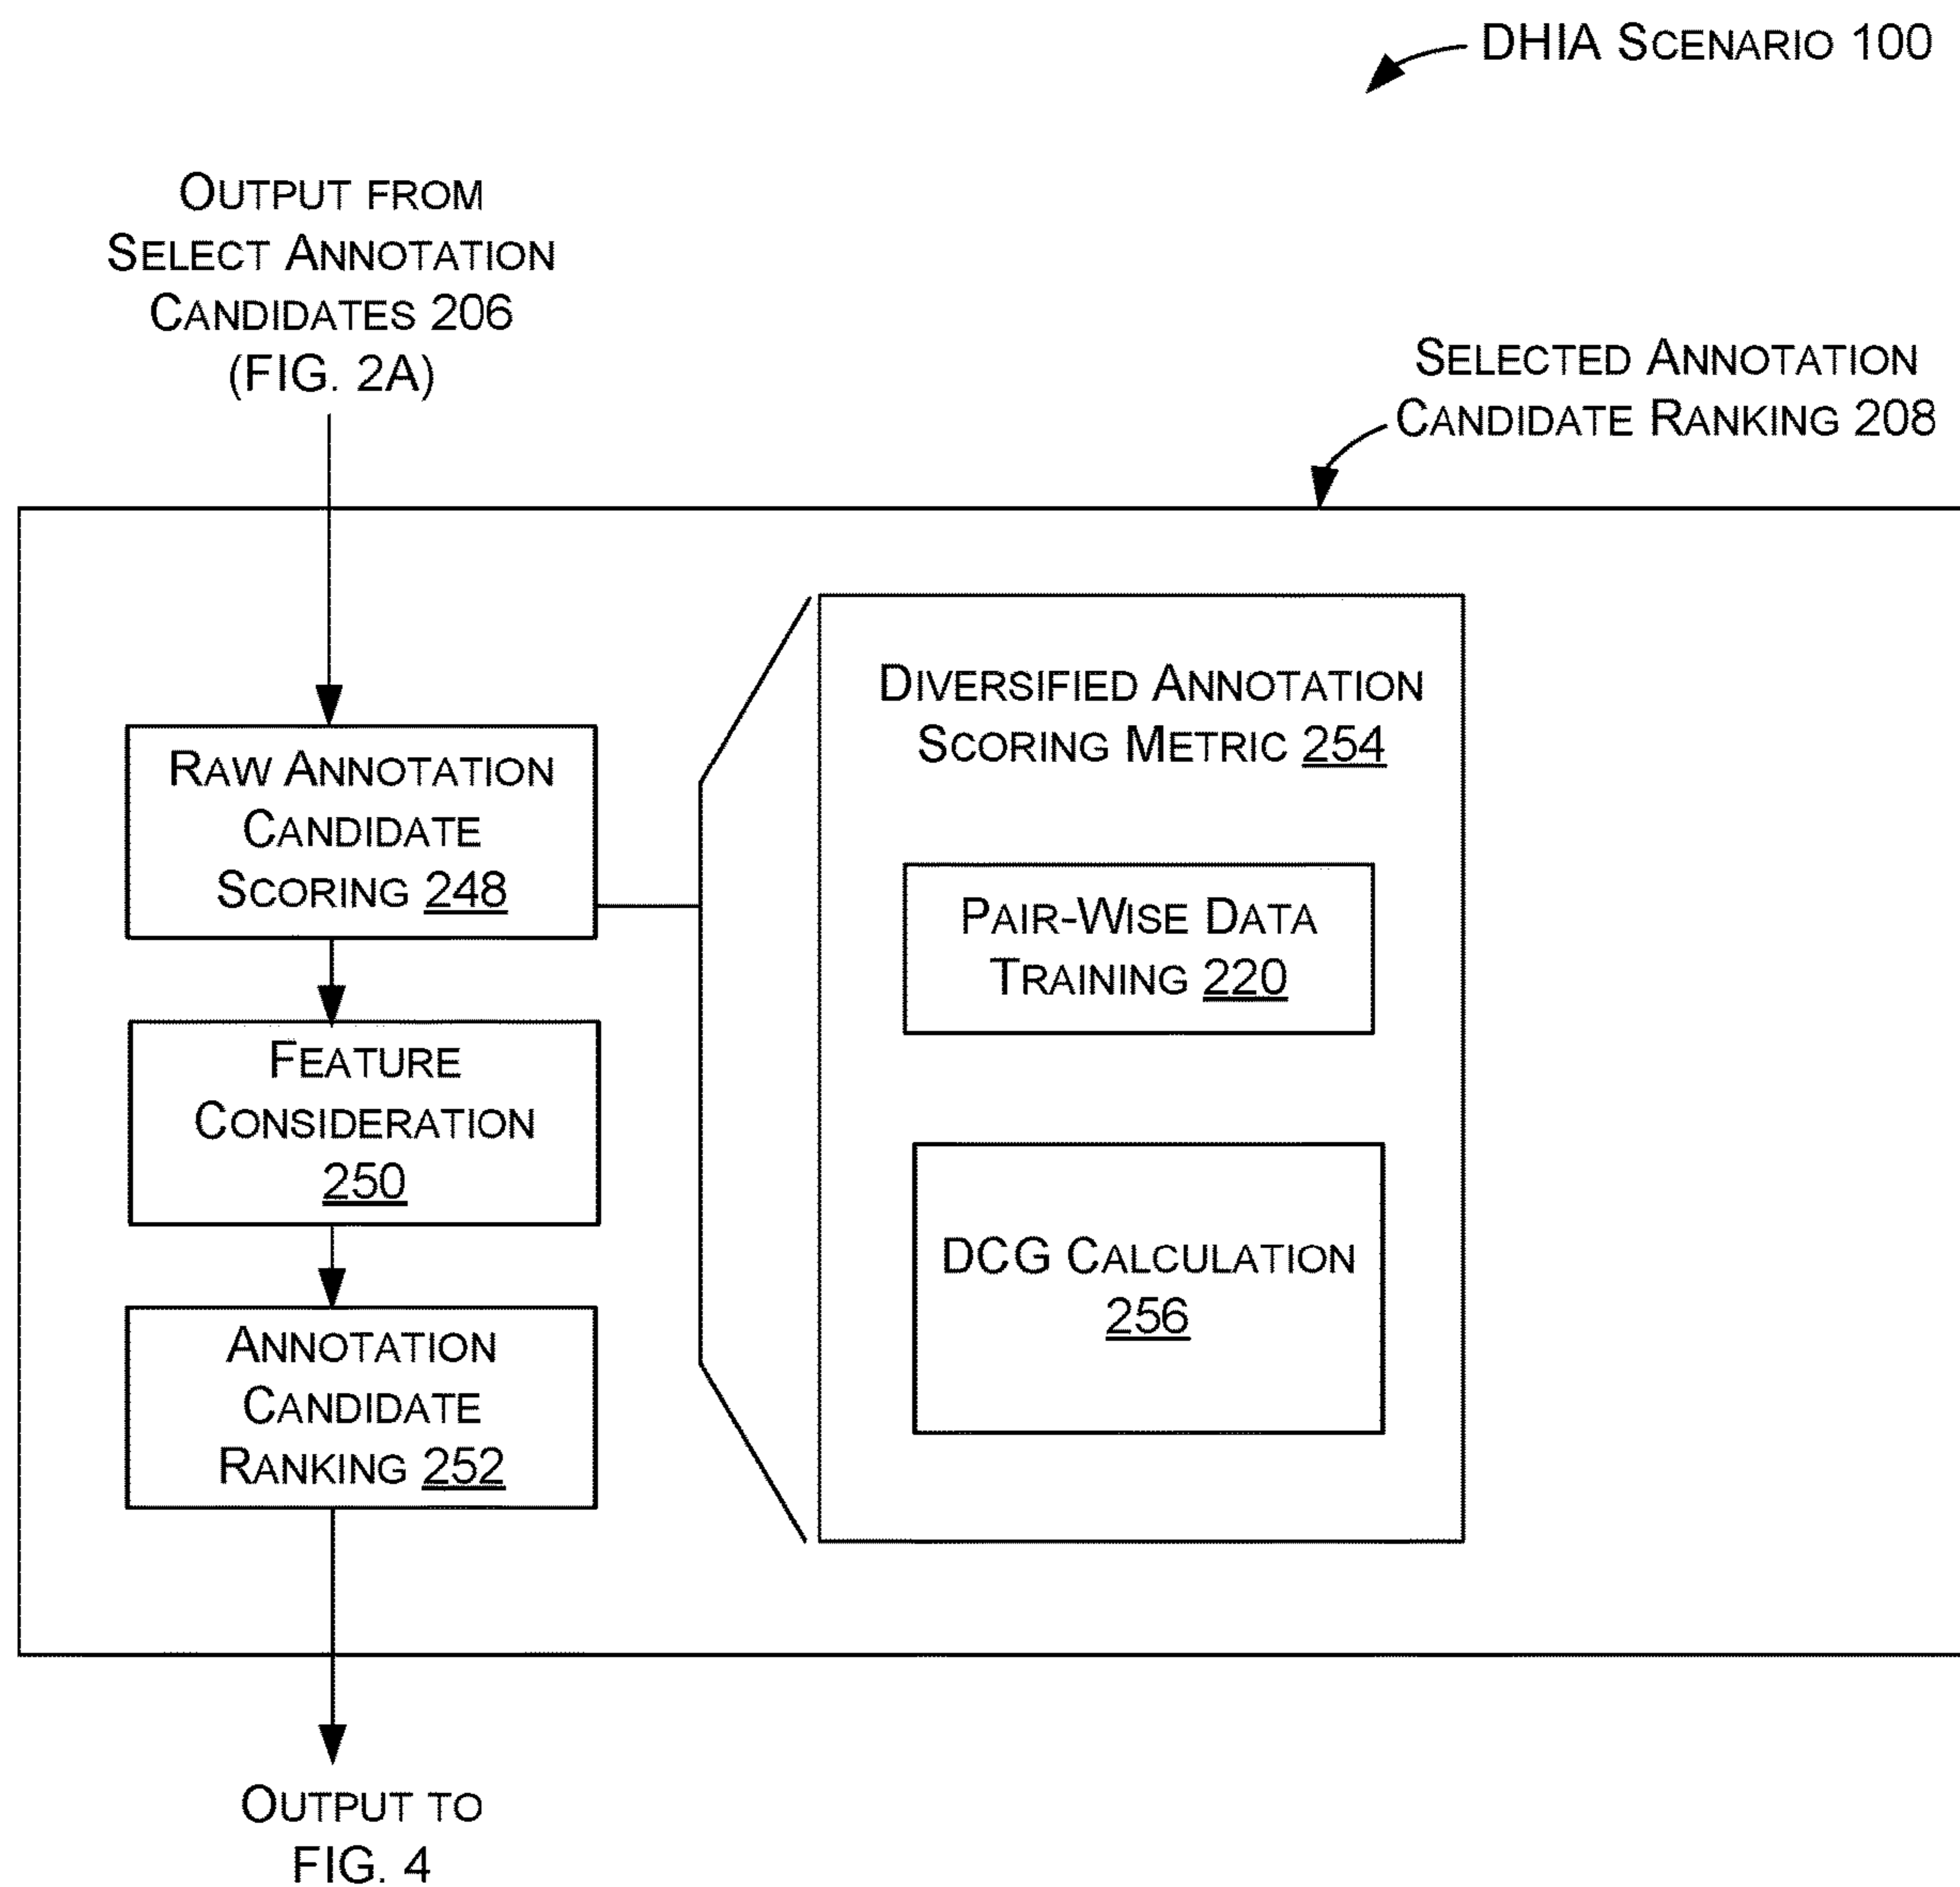 DHIA SCENARIO 100
OUTPUT FROM
SELECT ANNOTATION
CANDIDATES 206
(FIG. 2A)
SELECTED ANNOTATION
CANDIDATE RANKING 208
RAW ANNOTATION
CANDIDATE
SCORING 248
FEATURE
CONSIDERATION
250
ANNOTATION
CANDIDATE
RANKING 252
DIVERSIFIED ANNOTATION
SCORING METRIC 254
PAIR-WISE DATA
TRAINING 220
DCG CALCULATION
256
OUTPUT TO
FIG. 4